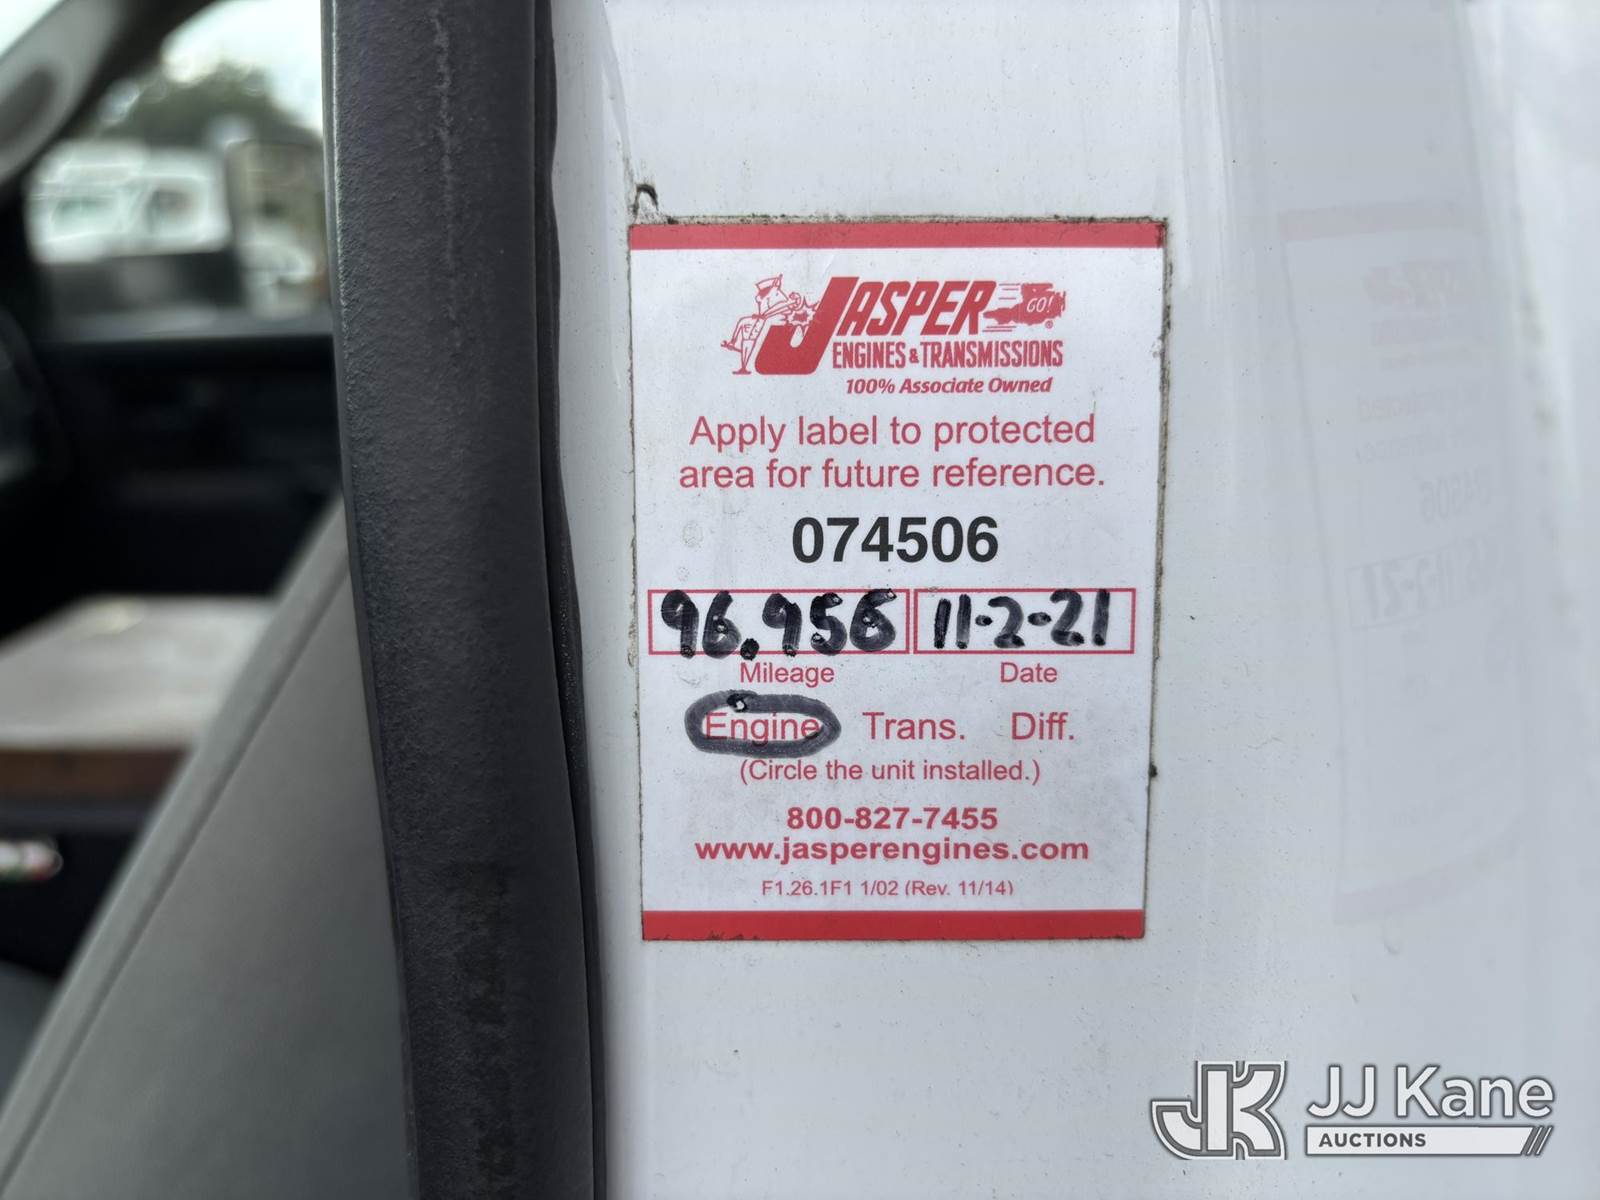 JASPER GO!®
ENGINES & TRANSMISSIONS
100% Associate Owned
Apply label to protected
area for future reference.
074506
96,956 11-2-21
Mileage Date
Engine Trans. Diff.
(Circle the unit installed.)
800-827-7455
www.jasperengines.com
F1.26.1F1 1/02 (Rev. 11/14)
JK JJ Kane
AUCTIONS